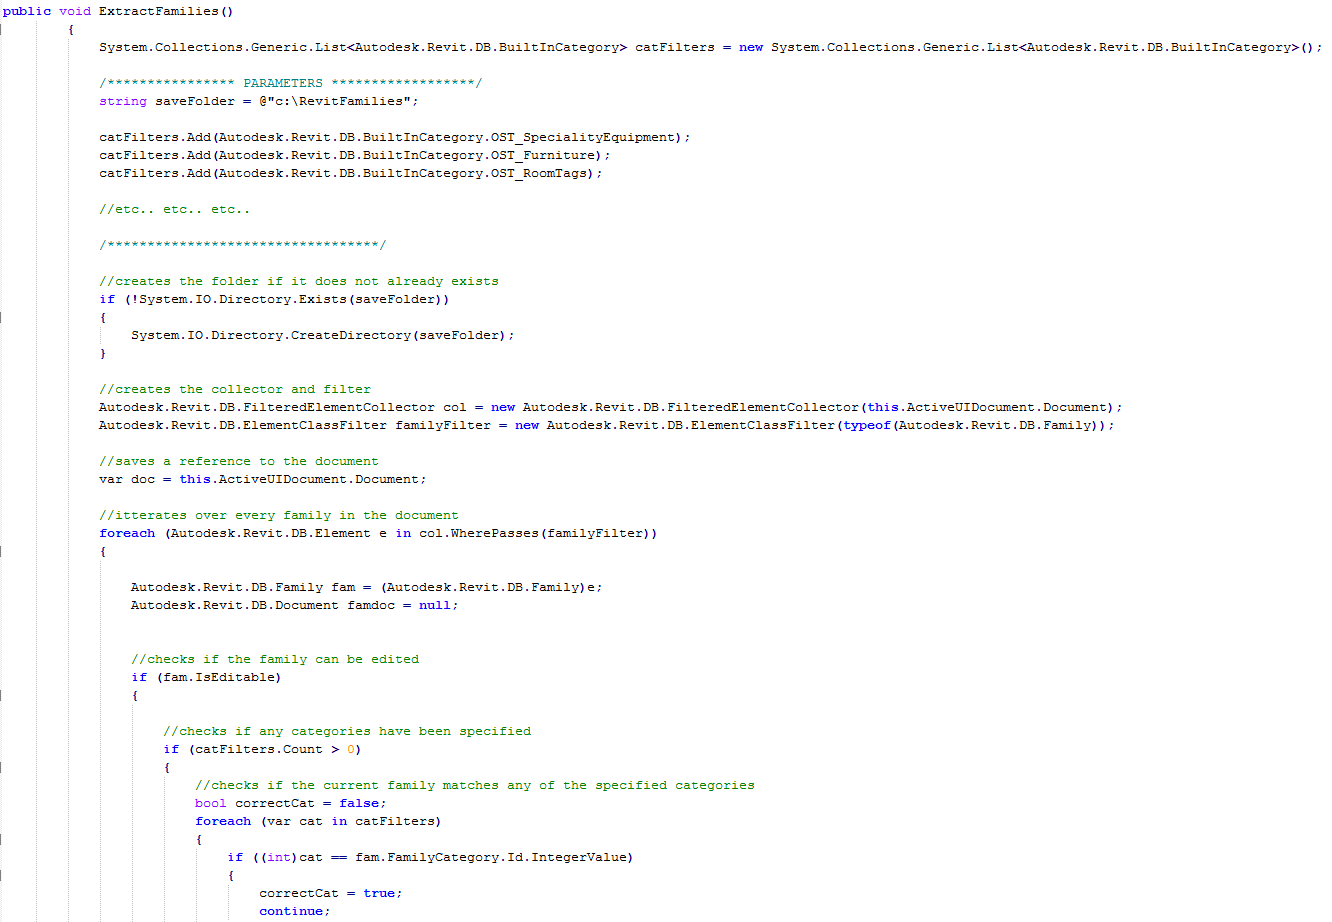 public void ExtractFamilies()
{
System.Collections.Generic.List<Autodesk.Revit.DB.BuiltInCategory> catFilters = new System.Collections.Generic.List<Autodesk.Revit.DB.BuiltInCategory>();
/**************** PARAMETERS ******************/
string saveFolder = @"c:\RevitFamilies";
catFilters.Add(Autodesk.Revit.DB.BuiltInCategory.OST_SpecialityEquipment);
catFilters.Add(Autodesk.Revit.DB.BuiltInCategory.OST_Furniture);
catFilters.Add(Autodesk.Revit.DB.BuiltInCategory.OST_RoomTags);
//etc.. etc.. etc..
/**********************************/
//creates the folder if it does not already exists
if (!System.IO.Directory.Exists(saveFolder))
{
System.IO.Directory.CreateDirectory(saveFolder);
}
//creates the collector and filter
Autodesk.Revit.DB.FilteredElementCollector col = new Autodesk.Revit.DB.FilteredElementCollector(this.ActiveUIDocument.Document);
Autodesk.Revit.DB.ElementClassFilter familyFilter = new Autodesk.Revit.DB.ElementClassFilter(typeof(Autodesk.Revit.DB.Family));
//saves a reference to the document
var doc = this.ActiveUIDocument.Document;
//itterates over every family in the document
foreach (Autodesk.Revit.DB.Element e in col.WherePasses(familyFilter))
{
Autodesk.Revit.DB.Family fam = (Autodesk.Revit.DB.Family)e;
Autodesk.Revit.DB.Document famdoc = null;
//checks if the family can be edited
if (fam.IsEditable)
{
//checks if any categories have been specified
if (catFilters.Count > 0)
{
//checks if the current family matches any of the specified categories
bool correctCat = false;
foreach (var cat in catFilters)
{
if ((int)cat == fam.FamilyCategory.Id.IntegerValue)
{
correctCat = true;
continue;